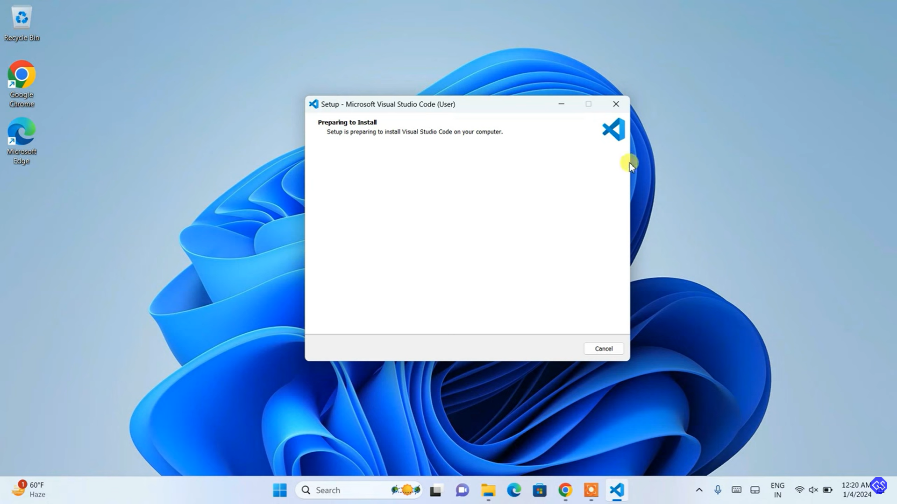 Recycle Bin
Google
Chrome
Microsoft
Edge
Setup - Microsoft Visual Studio Code (User)
Preparing to Install
Setup is preparing to install Visual Studio Code on your computer.
Cancel
1
60°F
Haze
Search
ENG
IN
12:20 AM
1/4/2024